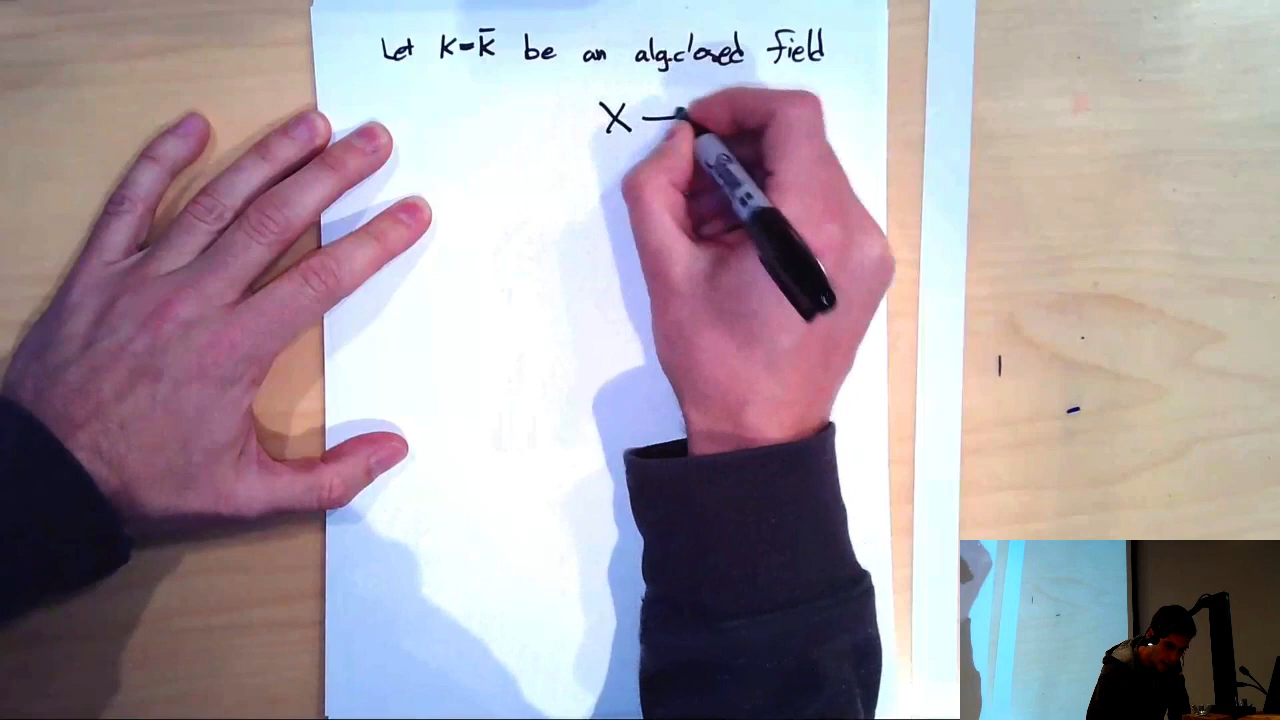 Let K=K̄ be an alg.closed field
X —